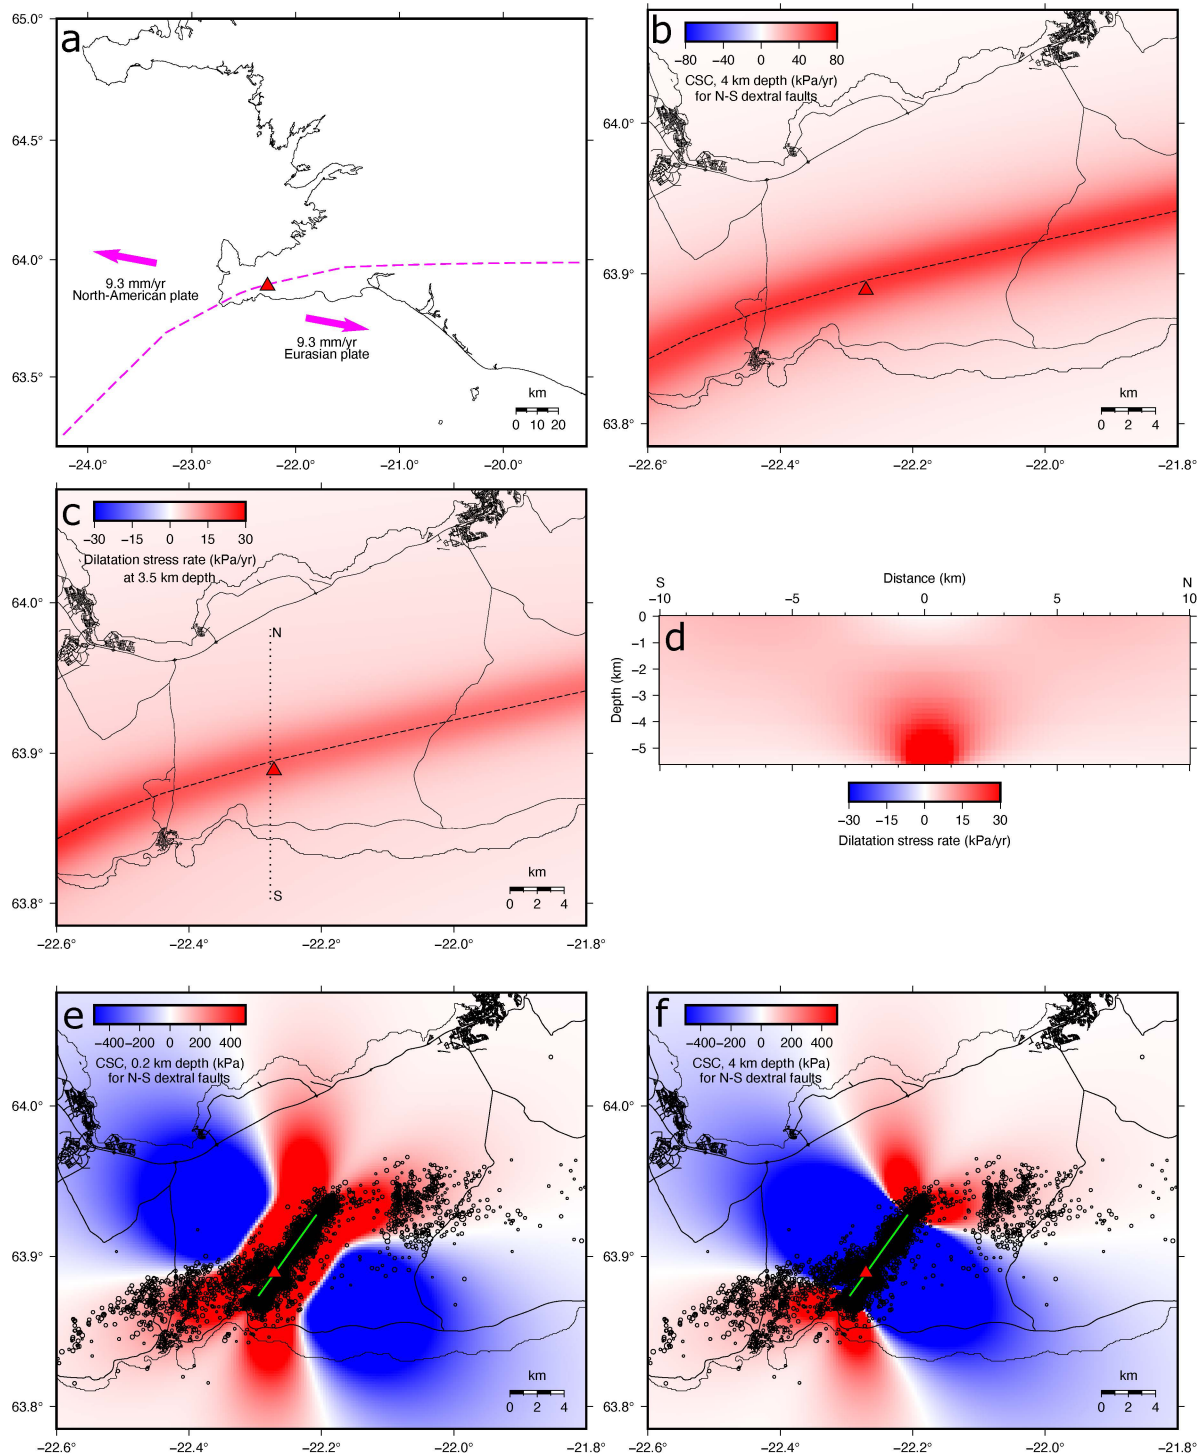 a
65.0°
64.5°
64.0°
63.5°
9.3 mm/yr
North-American plate
9.3 mm/yr
Eurasian plate
km
0 10 20
−24.0° −23.0° −22.0° −21.0° −20.0°
b
−80 −40 0 40 80
CSC, 4 km depth (kPa/yr)
for N-S dextral faults
64.0°
63.9°
63.8°
km
0 2 4
−22.6° −22.4° −22.2° −22.0° −21.8°
c
−30 −15 0 15 30
Dilatation stress rate (kPa/yr)
at 3.5 km depth
64.0°
63.9°
63.8°
N
S
km
0 2 4
−22.6° −22.4° −22.2° −22.0° −21.8°
Distance (km)
S N
−10 −5 0 5 10
d
Depth (km)
0
−1
−2
−3
−4
−5
−30 −15 0 15 30
Dilatation stress rate (kPa/yr)
e
−400 −200 0 200 400
CSC, 0.2 km depth (kPa)
for N-S dextral faults
64.0°
63.9°
63.8°
km
0 2 4
−22.6° −22.4° −22.2° −22.0° −21.8°
f
−400 −200 0 200 400
CSC, 4 km depth (kPa)
for N-S dextral faults
64.0°
63.9°
63.8°
km
0 2 4
−22.6° −22.4° −22.2° −22.0° −21.8°